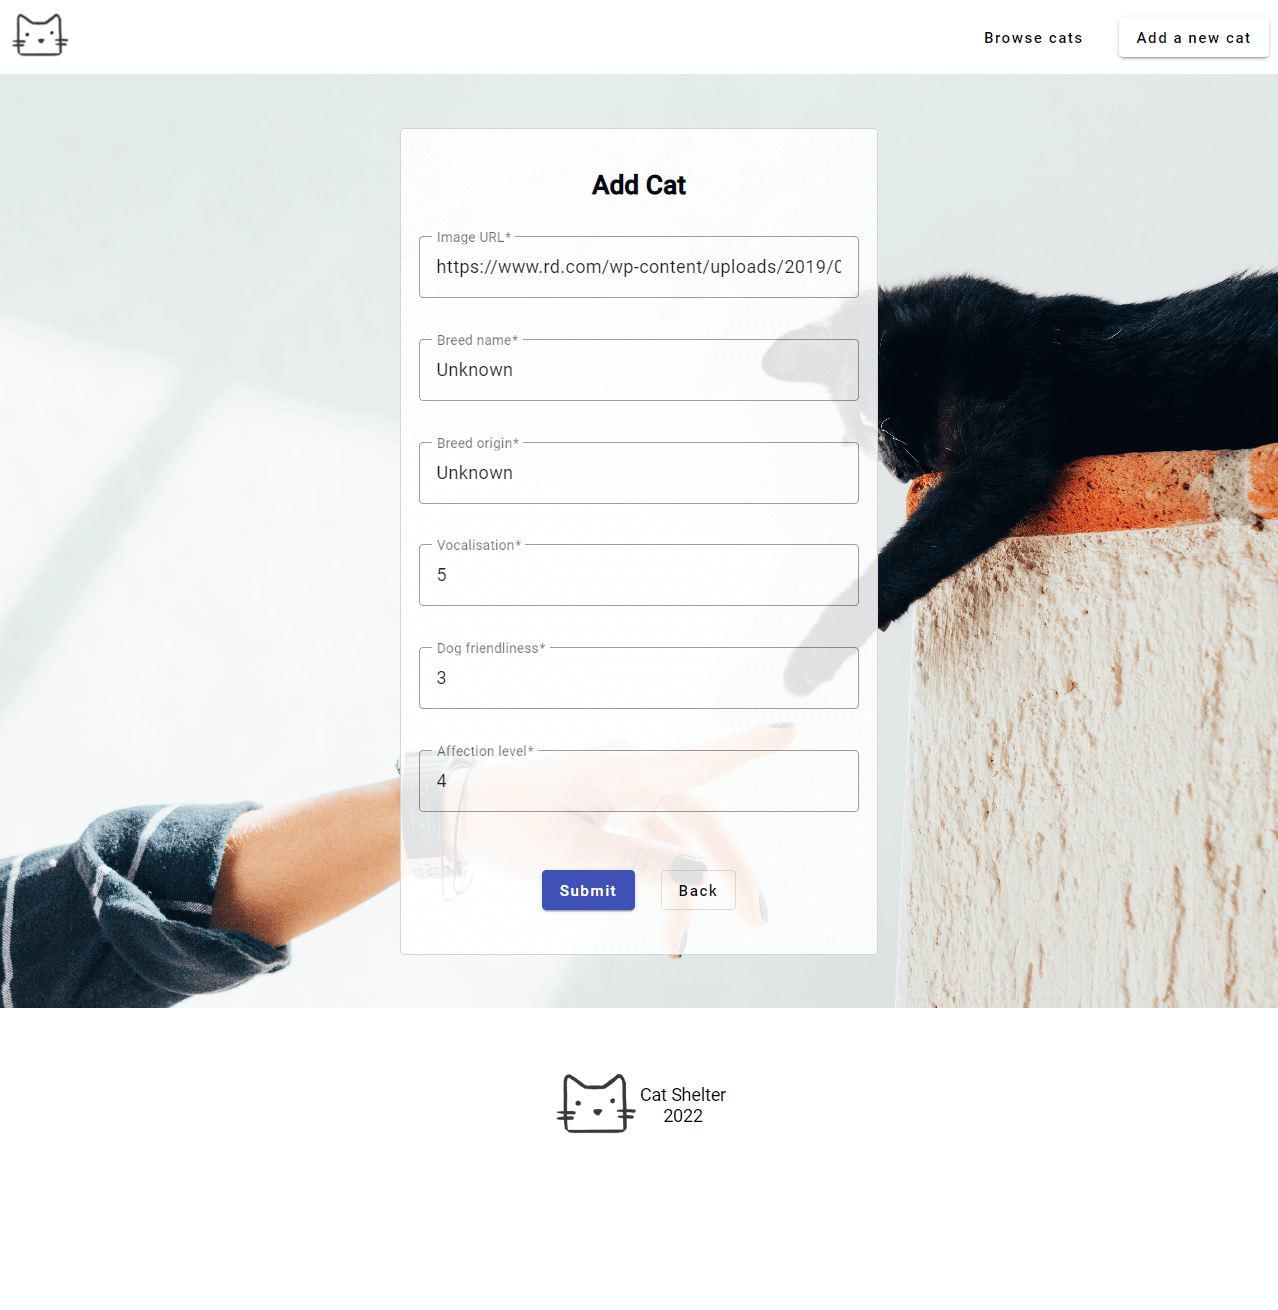 Browse cats
Add a new cat
Add Cat
Image URL*
https://www.rd.com/wp-content/uploads/2019/
Breed name*
Unknown
Breed origin*
Unknown
Vocalisation*
5
Dog friendliness*
3
Affection level*
4
Submit
Back
Cat Shelter
2022